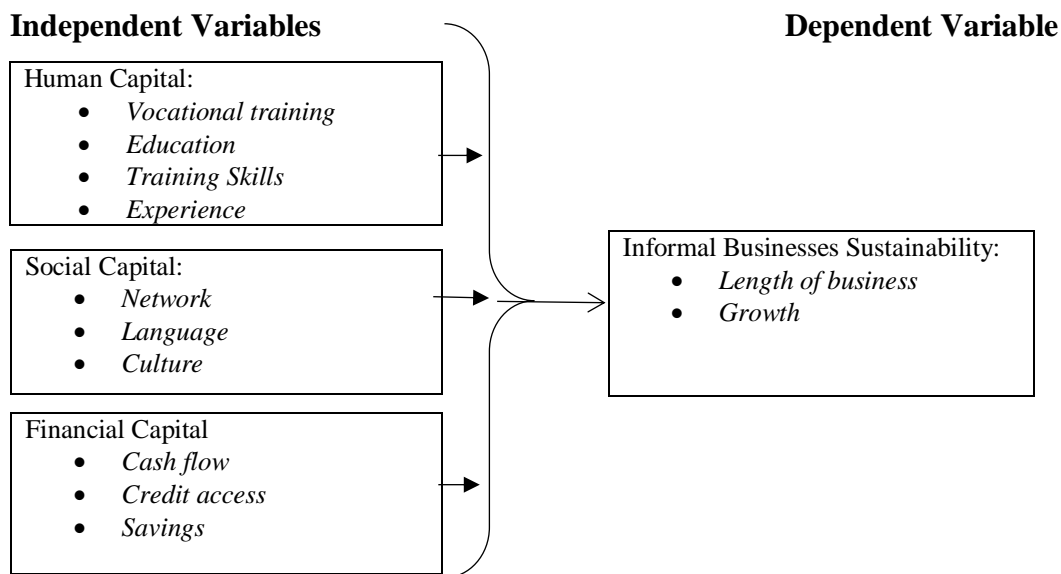 Independent Variables
Dependent Variable
Human Capital:
• Vocational training
• Education
• Training Skills
• Experience
Social Capital:
• Network
• Language
• Culture
Financial Capital
• Cash flow
• Credit access
• Savings
Informal Businesses Sustainability:
• Length of business
• Growth